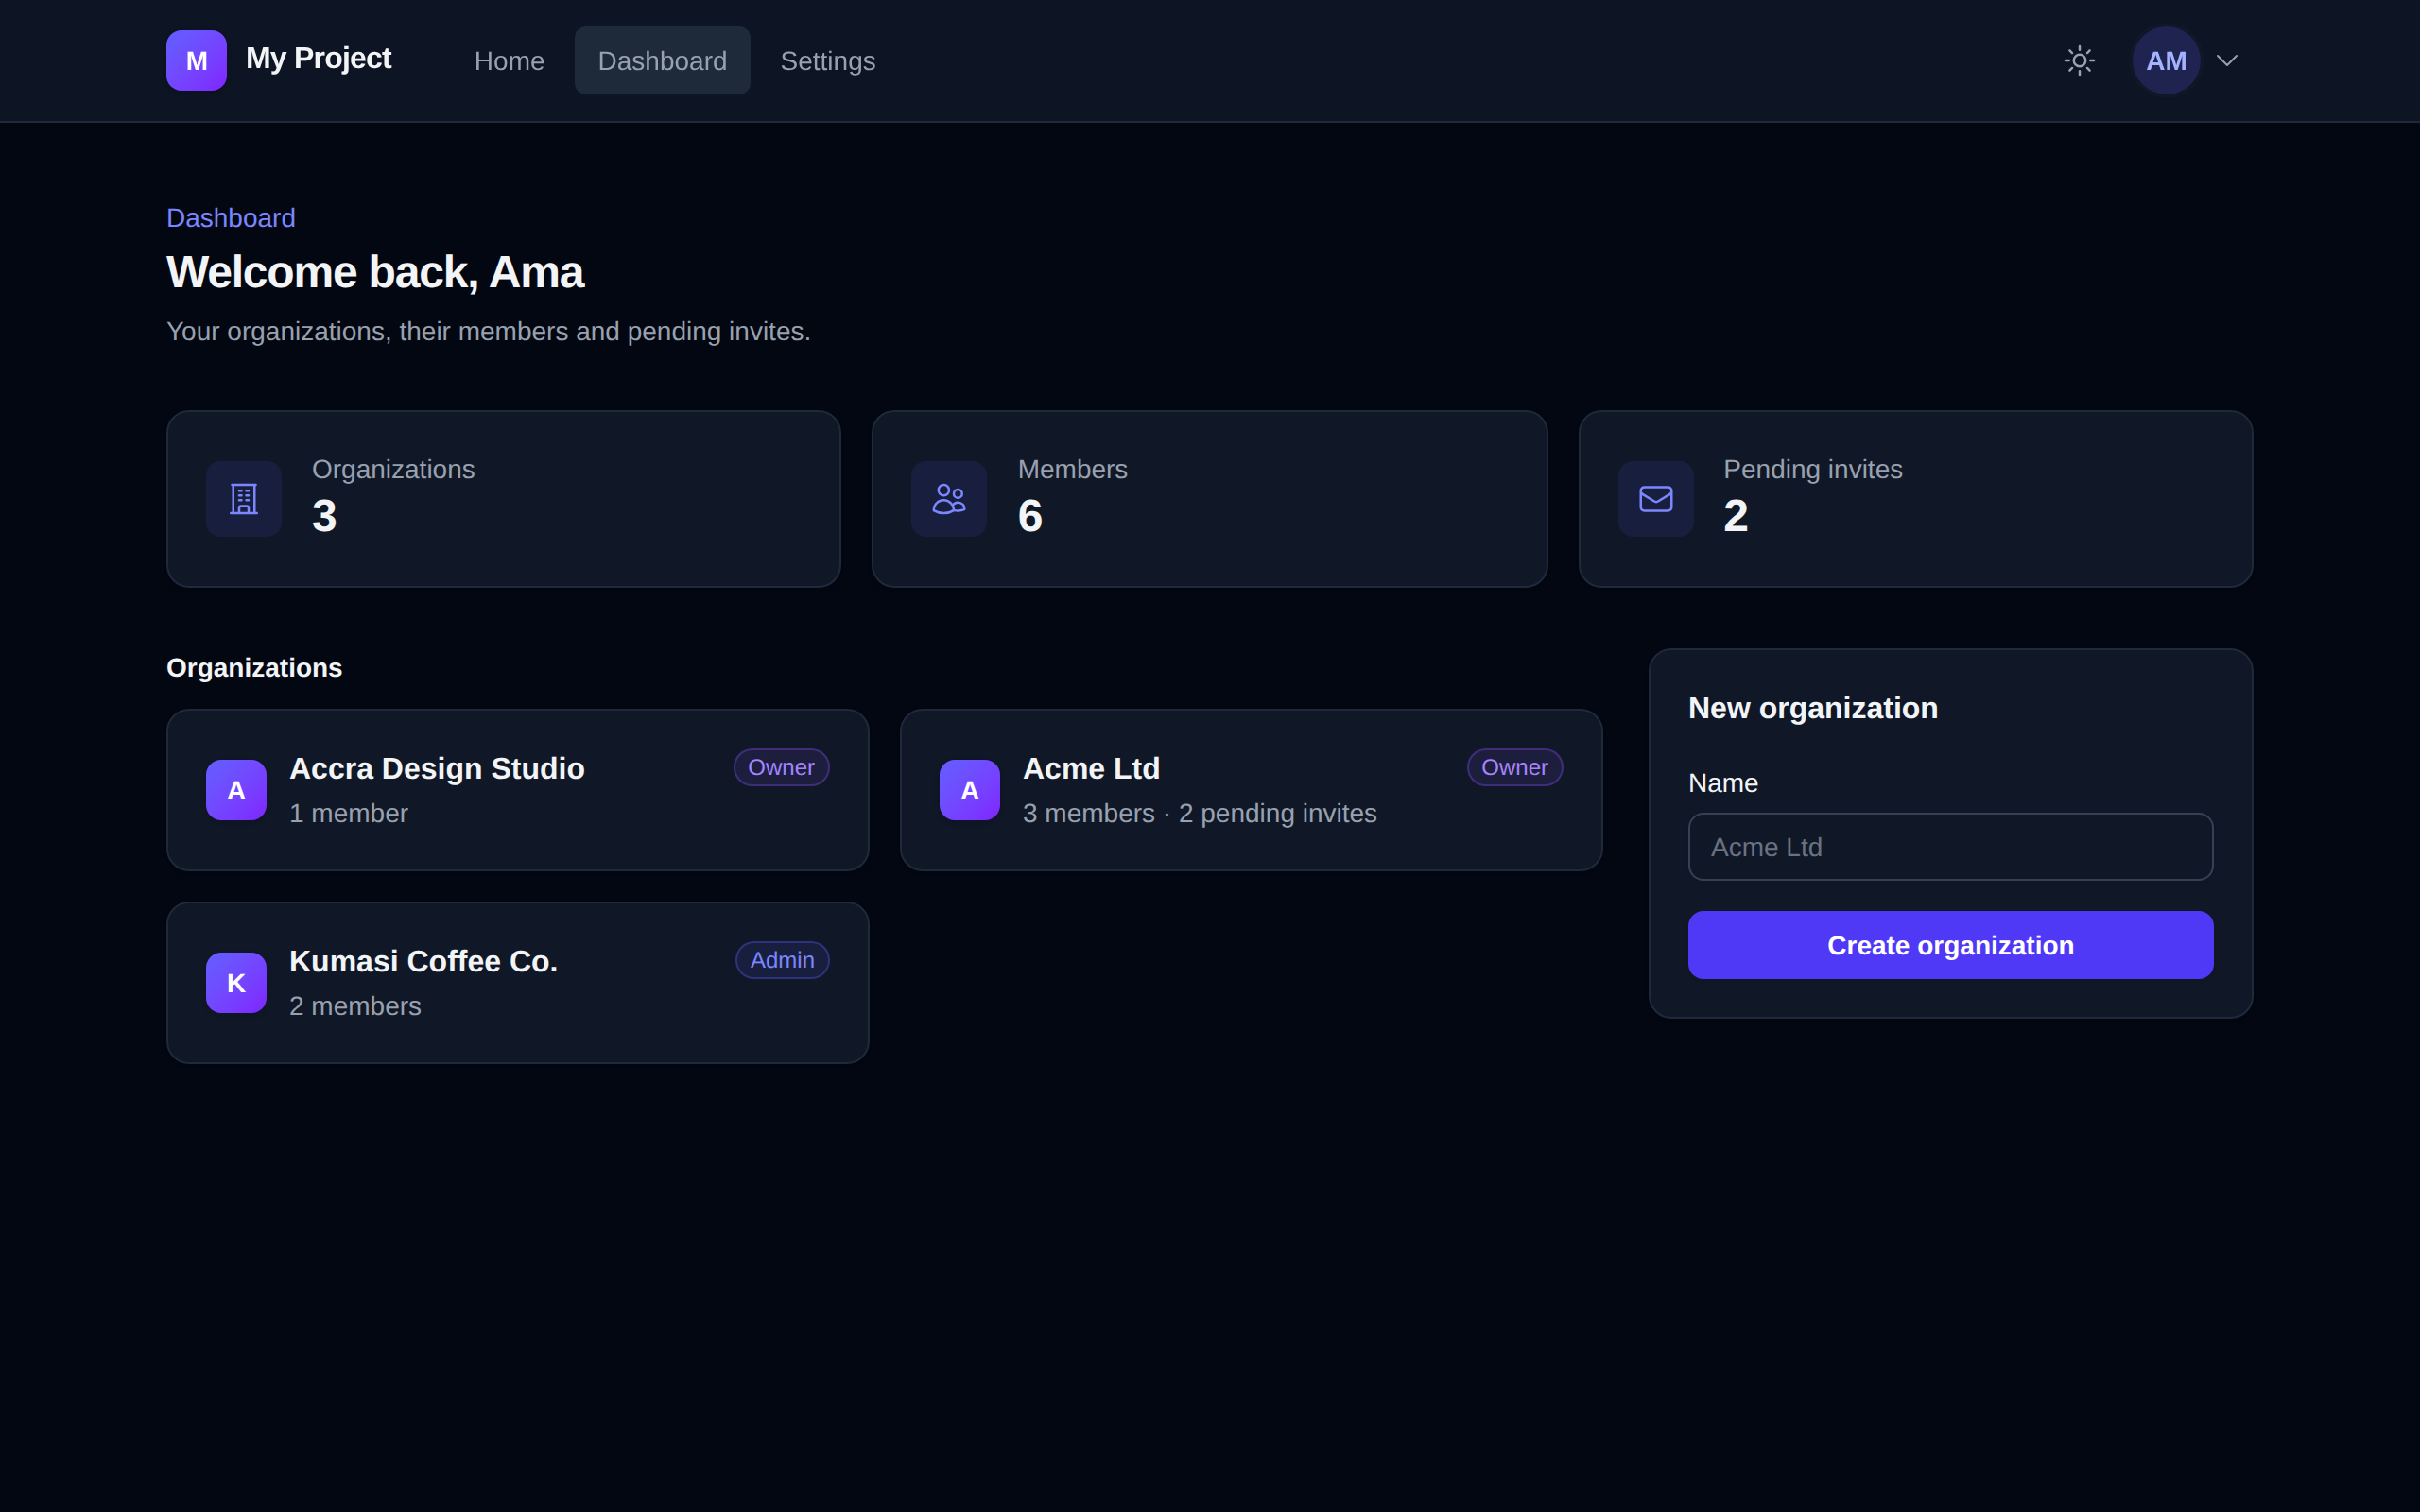 M My Project Home Dashboard Settings AM
Dashboard
Welcome back, Ama
Your organizations, their members and pending invites.
Organizations
3
Members
6
Pending invites
2
Organizations
A
Accra Design Studio
Owner
1 member
A
Acme Ltd
Owner
3 members · 2 pending invites
K
Kumasi Coffee Co.
Admin
2 members
New organization
Name
Acme Ltd
Create organization